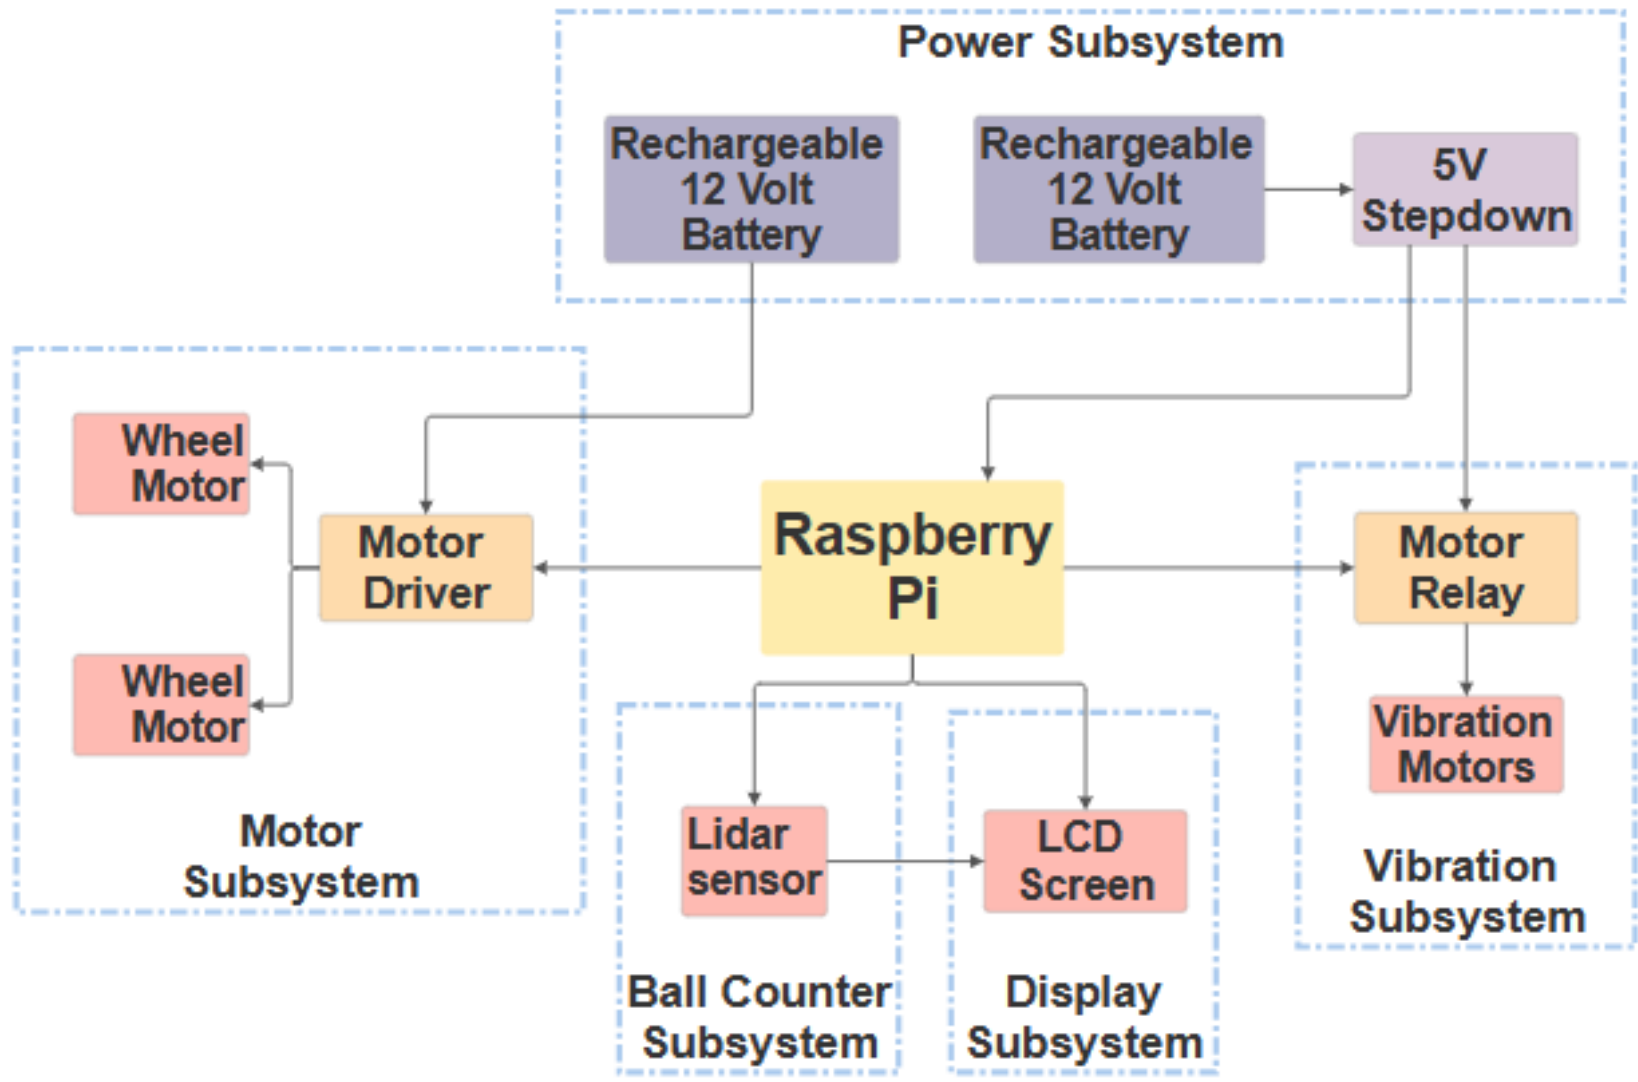 Power Subsystem
Rechargeable
12 Volt
Battery
Rechargeable
12 Volt
Battery
5V
Stepdown
Wheel
Motor
Motor
Driver
Wheel
Motor
Motor
Subsystem
Raspberry
Pi
Motor
Relay
Vibration
Motors
Vibration
Subsystem
Lidar
sensor
LCD
Screen
Ball Counter
Subsystem
Display
Subsystem